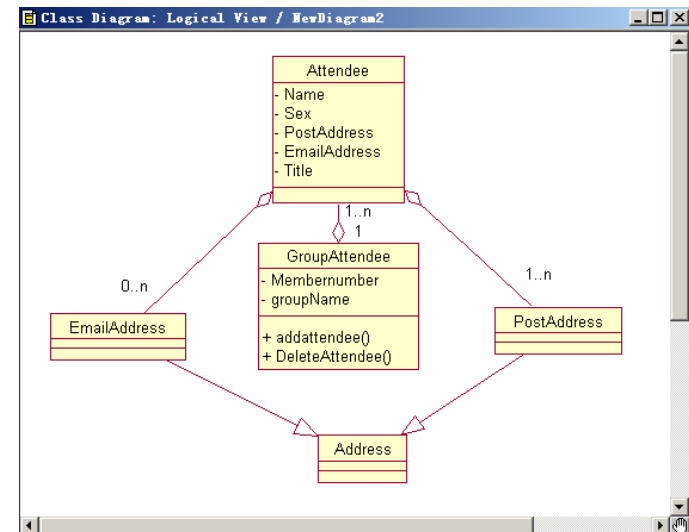 Class Diagram: Logical View / NewDiagram2
Attendee
- Name
- Sex
- PostAddress
- EmailAddress
- Title
1..n
1
GroupAttendee
- Membernumber
- groupName
+ addattendee()
+ DeleteAttendee()
0..n
1..n
EmailAddress
PostAddress
Address